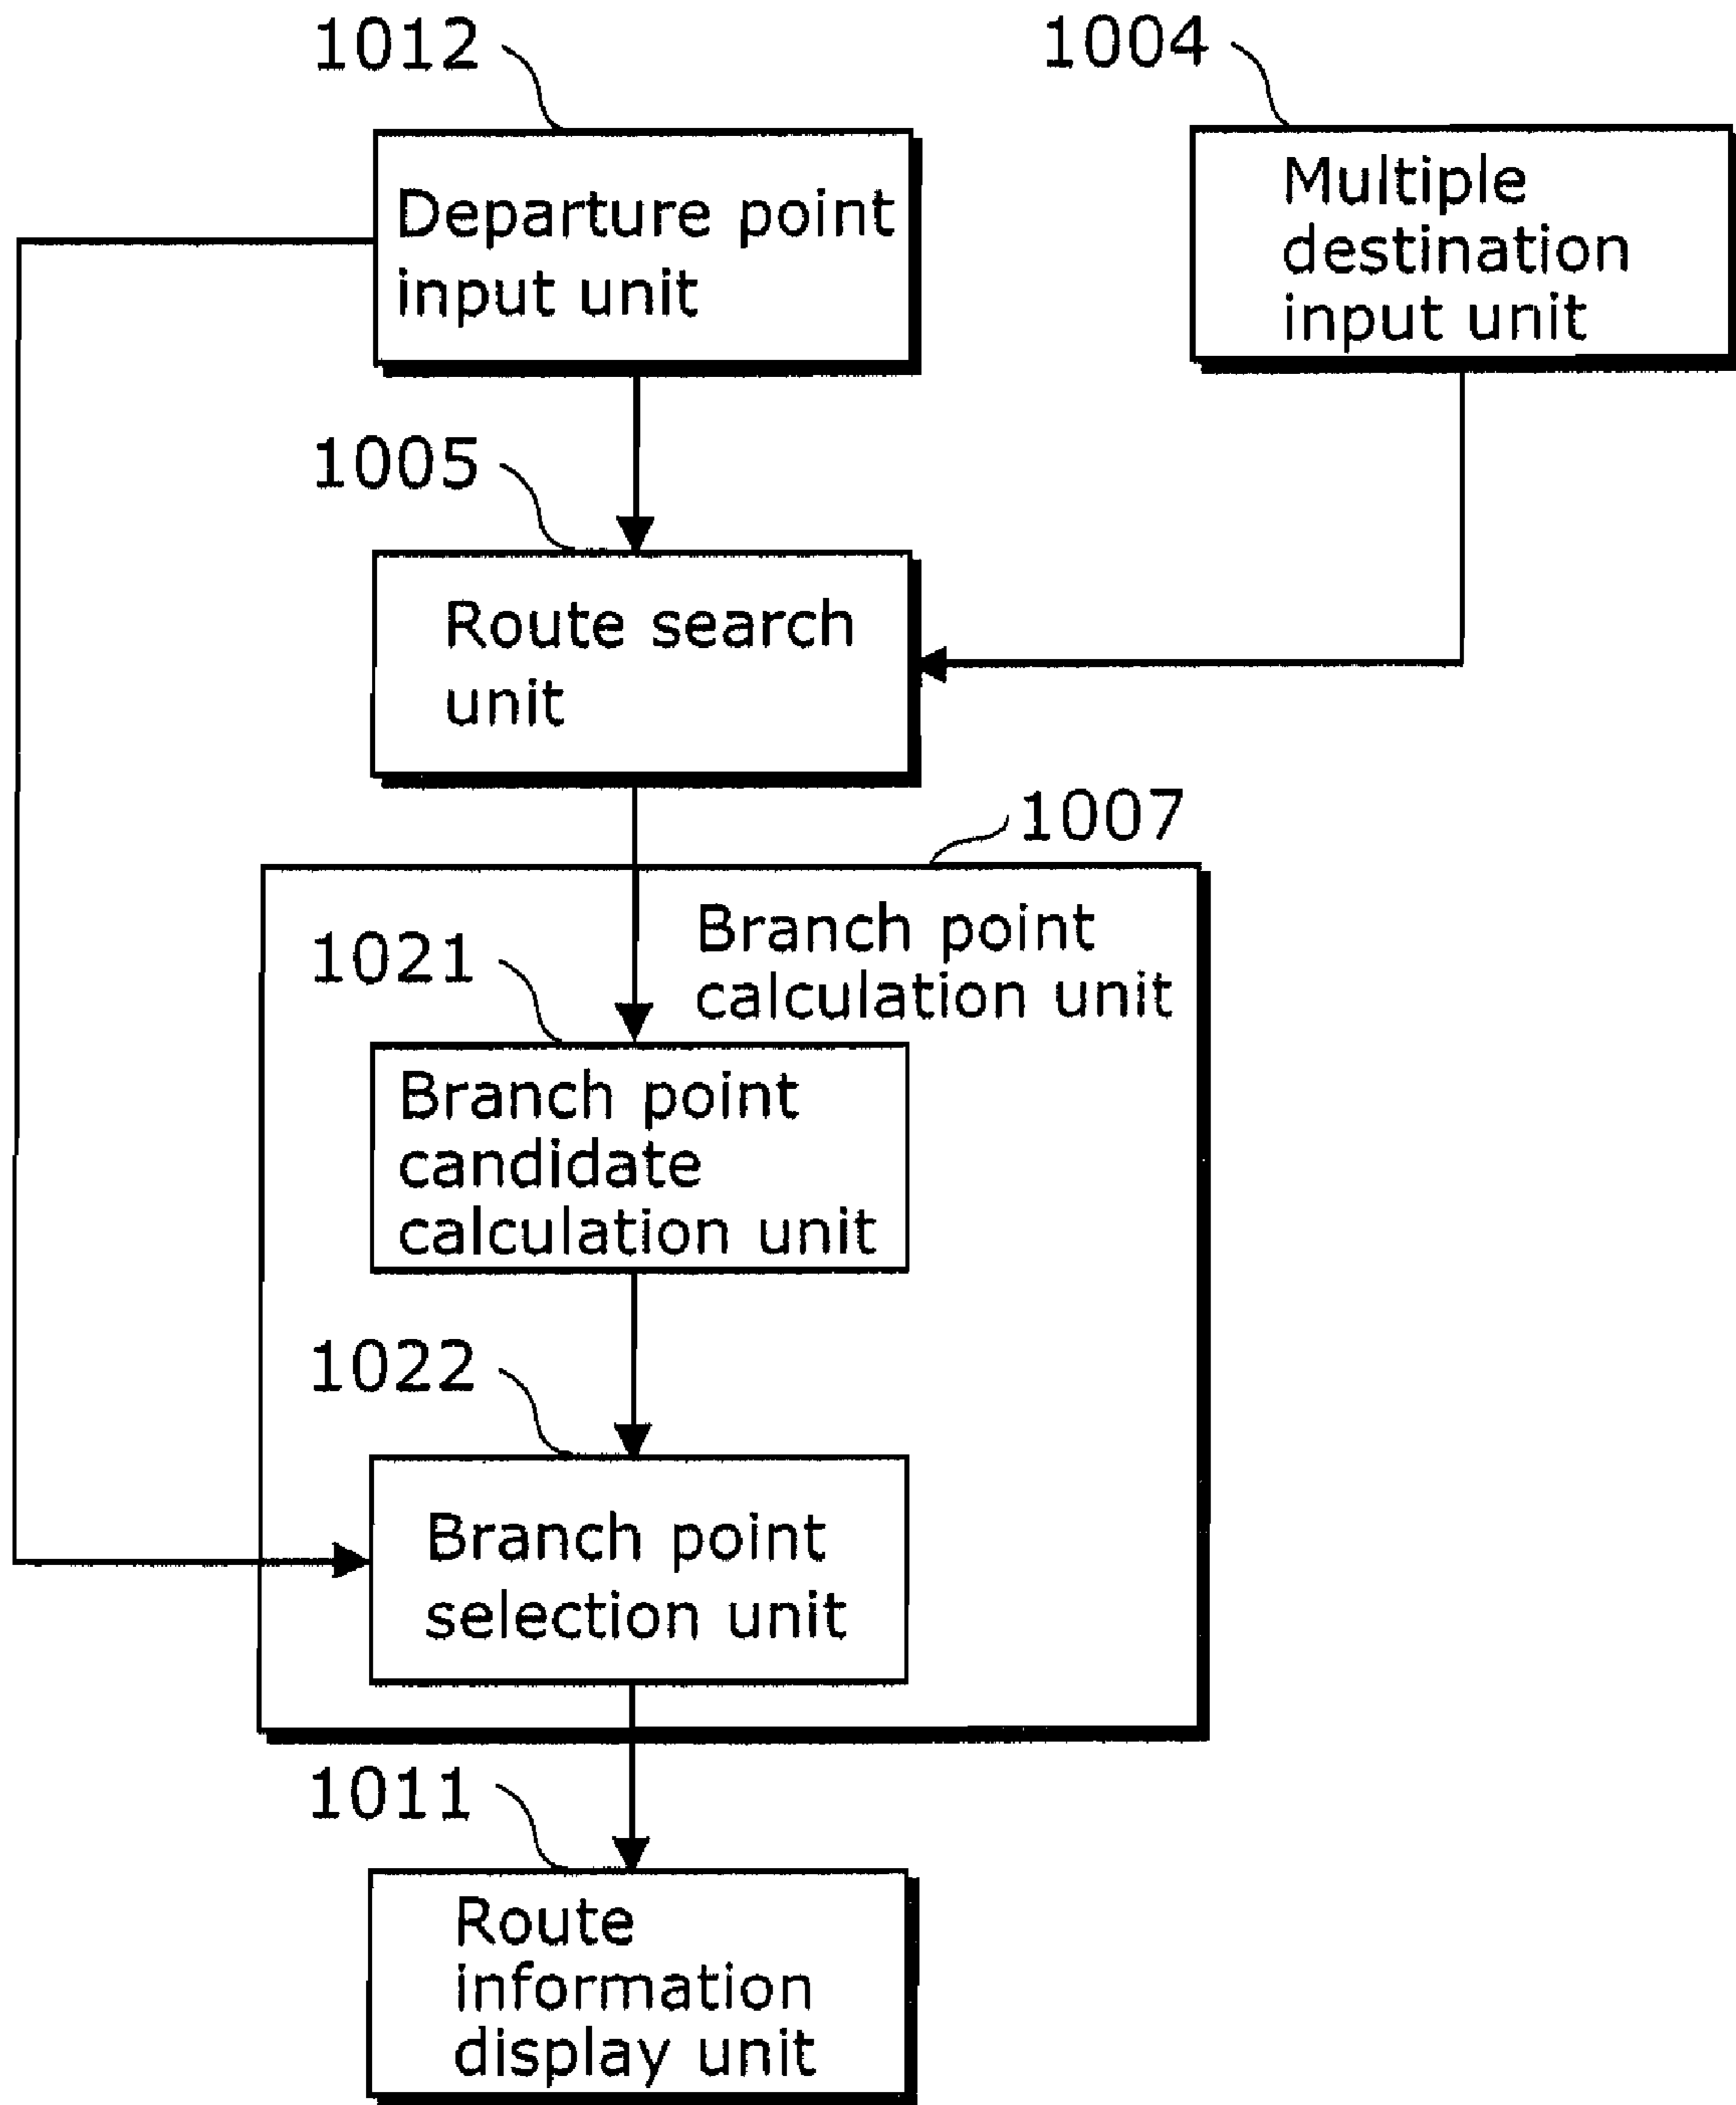 1012
1004
Departure point
input unit
Multiple
destination
input unit
1005
Route search
unit
1007
Branch point
calculation unit
1021
Branch point
candidate
calculation unit
1022
Branch point
selection unit
1011
Route
information
display unit